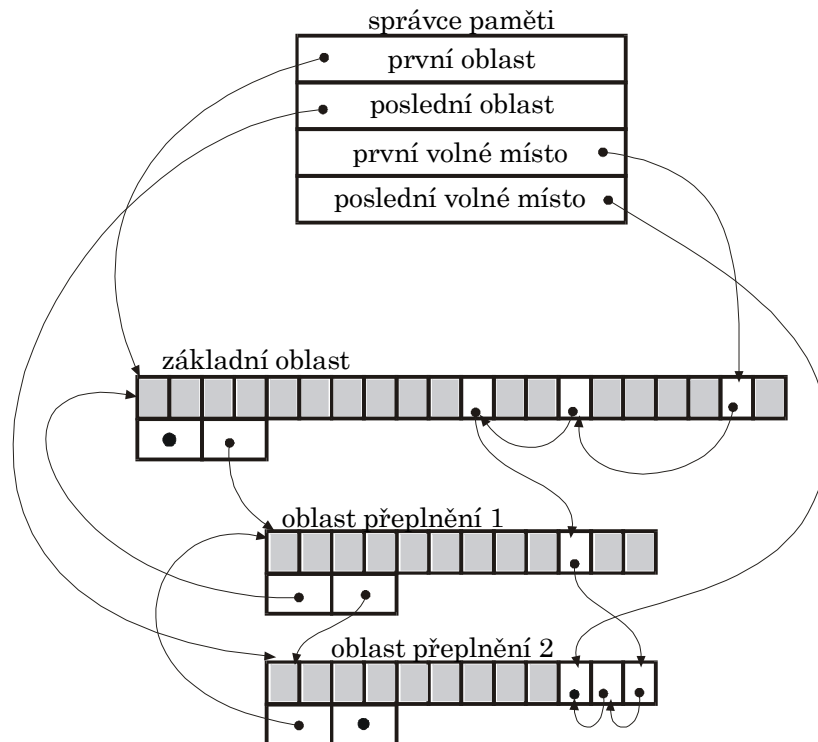 správce paměti
první oblast
poslední oblast
první volné místo
poslední volné místo
základní oblast
oblast přeplnění 1
oblast přeplnění 2